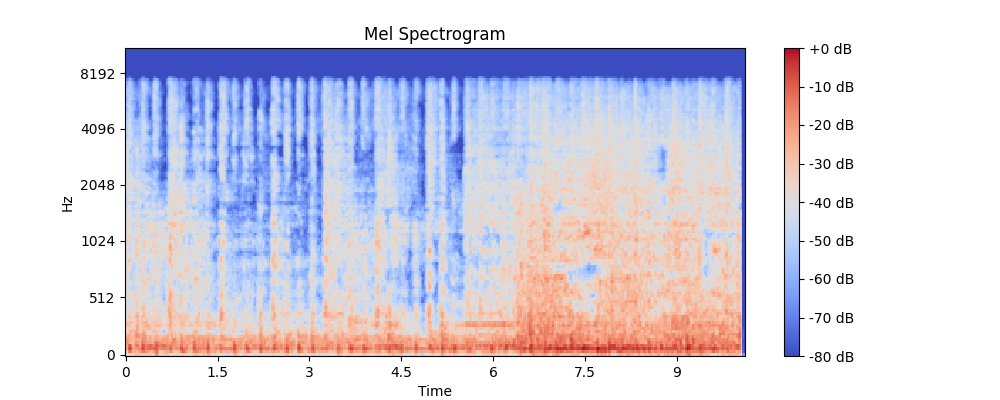 Mel Spectrogram
Hz
8192
4096
2048
1024
512
0
0 1.5 3 4.5 6 7.5 9
Time
+0 dB
-10 dB
-20 dB
-30 dB
-40 dB
-50 dB
-60 dB
-70 dB
-80 dB